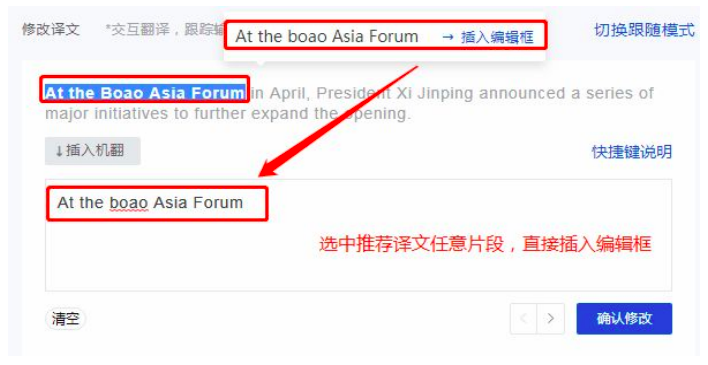 修改译文 *交互翻译，跟踪输
At the boao Asia Forum → 插入编辑框
切换跟随模式
At the Boao Asia Forum in April, President Xi Jinping announced a series of
major initiatives to further expand the opening.
↓插入机翻
快捷键说明
At the boao Asia Forum
选中推荐译文任意片段，直接插入编辑框
清空
< >
确认修改